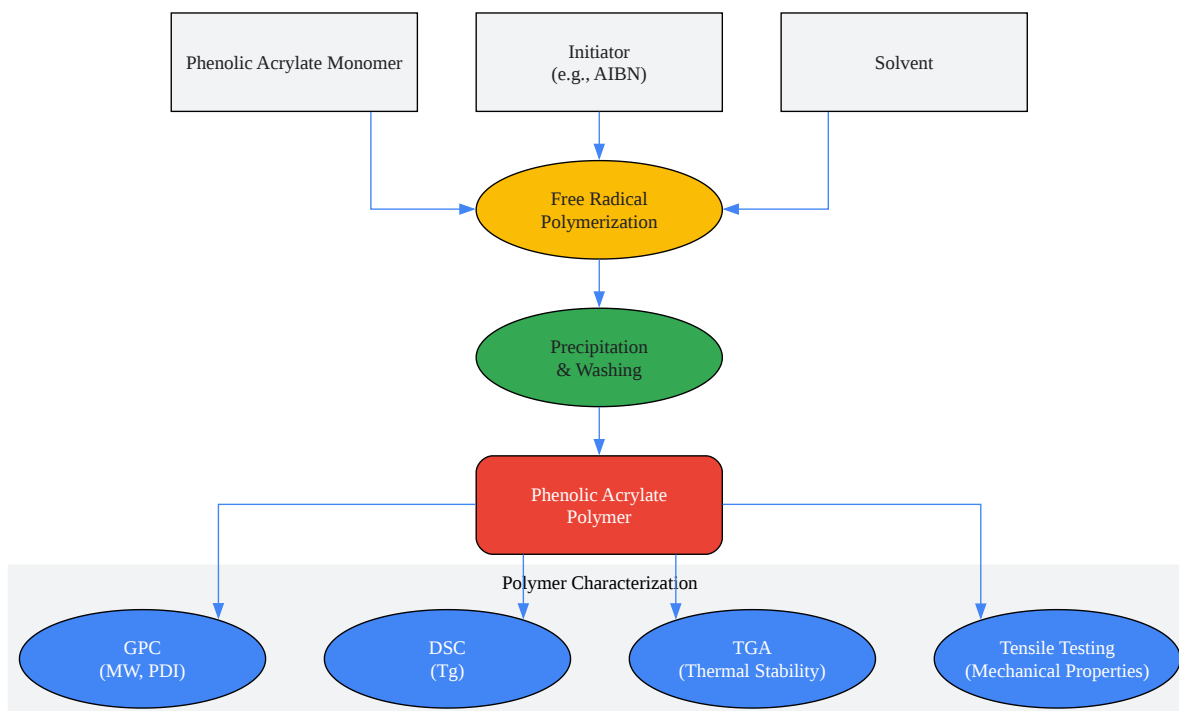 Phenolic Acrylate Monomer
Initiator
(e.g., AIBN)
Solvent
Free Radical
Polymerization
Precipitation
& Washing
Phenolic Acrylate
Polymer
Polymer Characterization
GPC
(MW, PDI)
DSC
(Tg)
TGA
(Thermal Stability)
Tensile Testing
(Mechanical Properties)